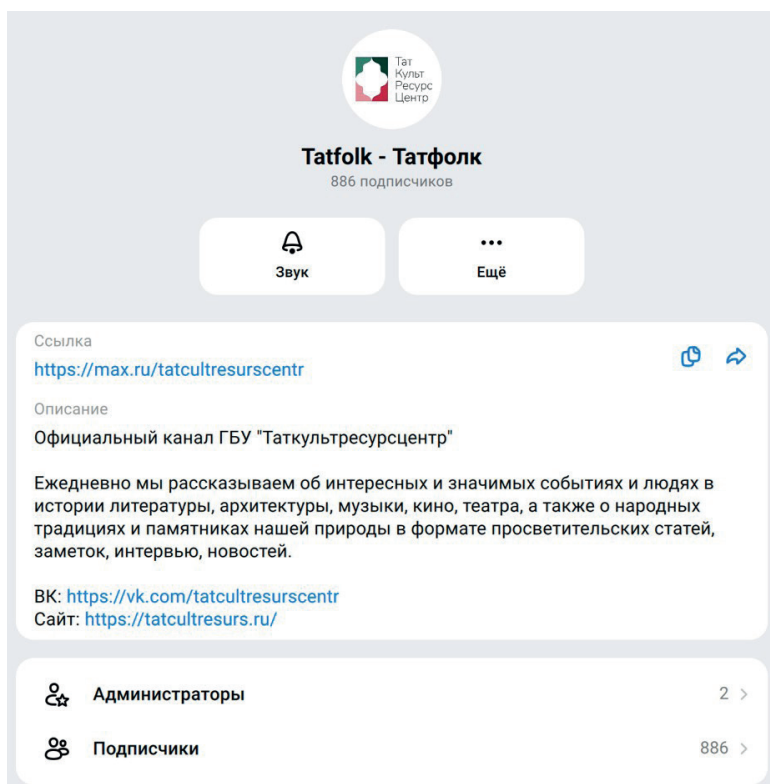 Тат
Культ
Ресурс
Центр
Tatfolk - Татфолк
886 подписчиков
Звук
Ещё
Ссылка
https://max.ru/tatcultresurscentr
Описание
Официальный канал ГБУ "Таткультресурсцентр"
Ежедневно мы рассказываем об интересных и значимых событиях и людях в
истории литературы, архитектуры, музыки, кино, театра, а также о народных
традициях и памятниках нашей природы в формате просветительских статей,
заметок, интервью, новостей.
ВК: https://vk.com/tatcultresurscentr
Сайт: https://tatcultresurs.ru/
Администраторы 2
Подписчики 886